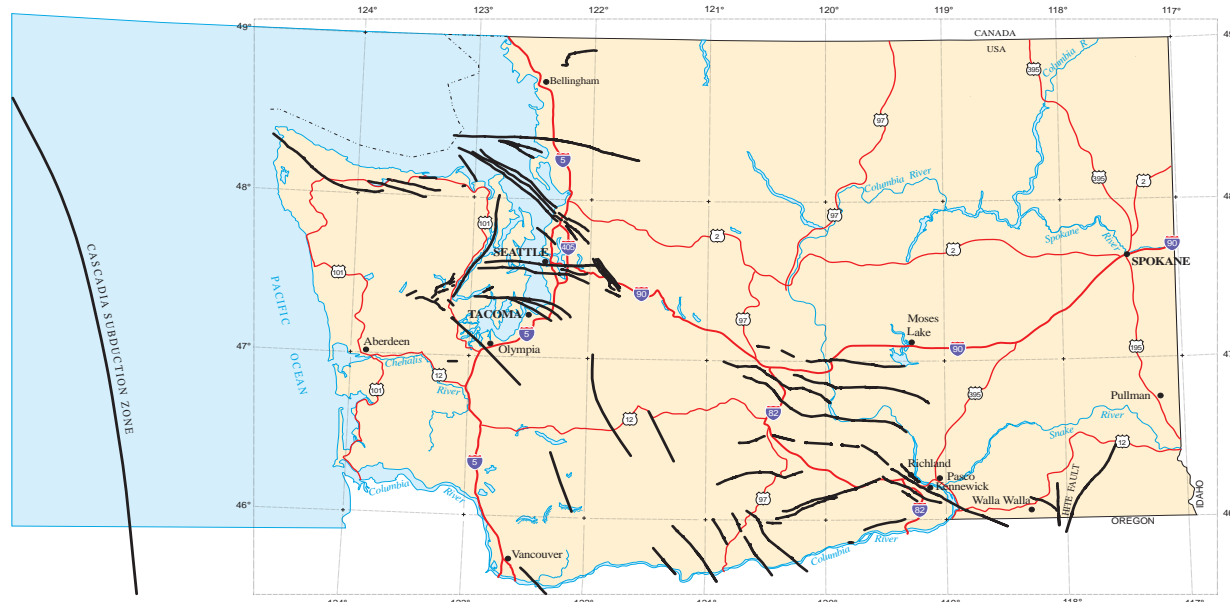 124°
123°
122°
121°
120°
119°
118°
117°
49°
CANADA
USA
Columbia R
Bellingham
395
97
5
48°
Columbia River
395
2
101
97
Spokane River
2
2
90
SEATTLE
405
SPOKANE
CASCADIA SUBDUCTION ZONE
PACIFIC OCEAN
101
90
TACOMA
97
Moses Lake
5
195
47°
Aberdeen
Olympia
90
Chehalis River
12
101
395
Pullman
82
12
Snake River
12
5
Richland
Pasco
Kennewick
Columbia River
97
Walla Walla
HITE FAULT
IDAHO
46°
82
OREGON
Vancouver
Columbia River